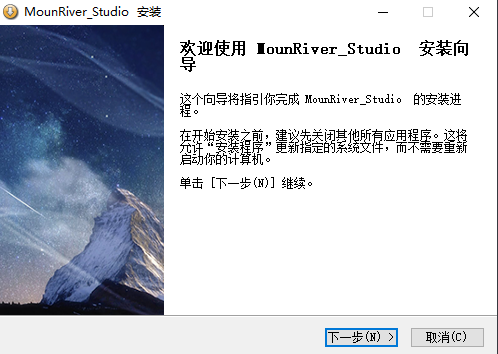 MounRiver_Studio 安装
欢迎使用 MounRiver_Studio 安装向
导
这个向导将指引你完成 MounRiver_Studio。 的安装进
程。
在开始安装之前，建议先关闭其他所有应用程序。这将
允许“安装程序”更新指定的系统文件，而不需要重新
启动你的计算机。
单击 [下一步(N)] 继续。
下一步(N) >
取消(C)